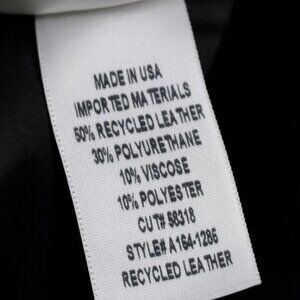 MADE IN USA
IMPORTED MATERIALS
50% RECYCLED LEATHER
30% POLYURETHANE
10% VISCOSE
10% POLYESTER
CUT# 58318
STYLE# A164-1286
RECYCLED LEATHER